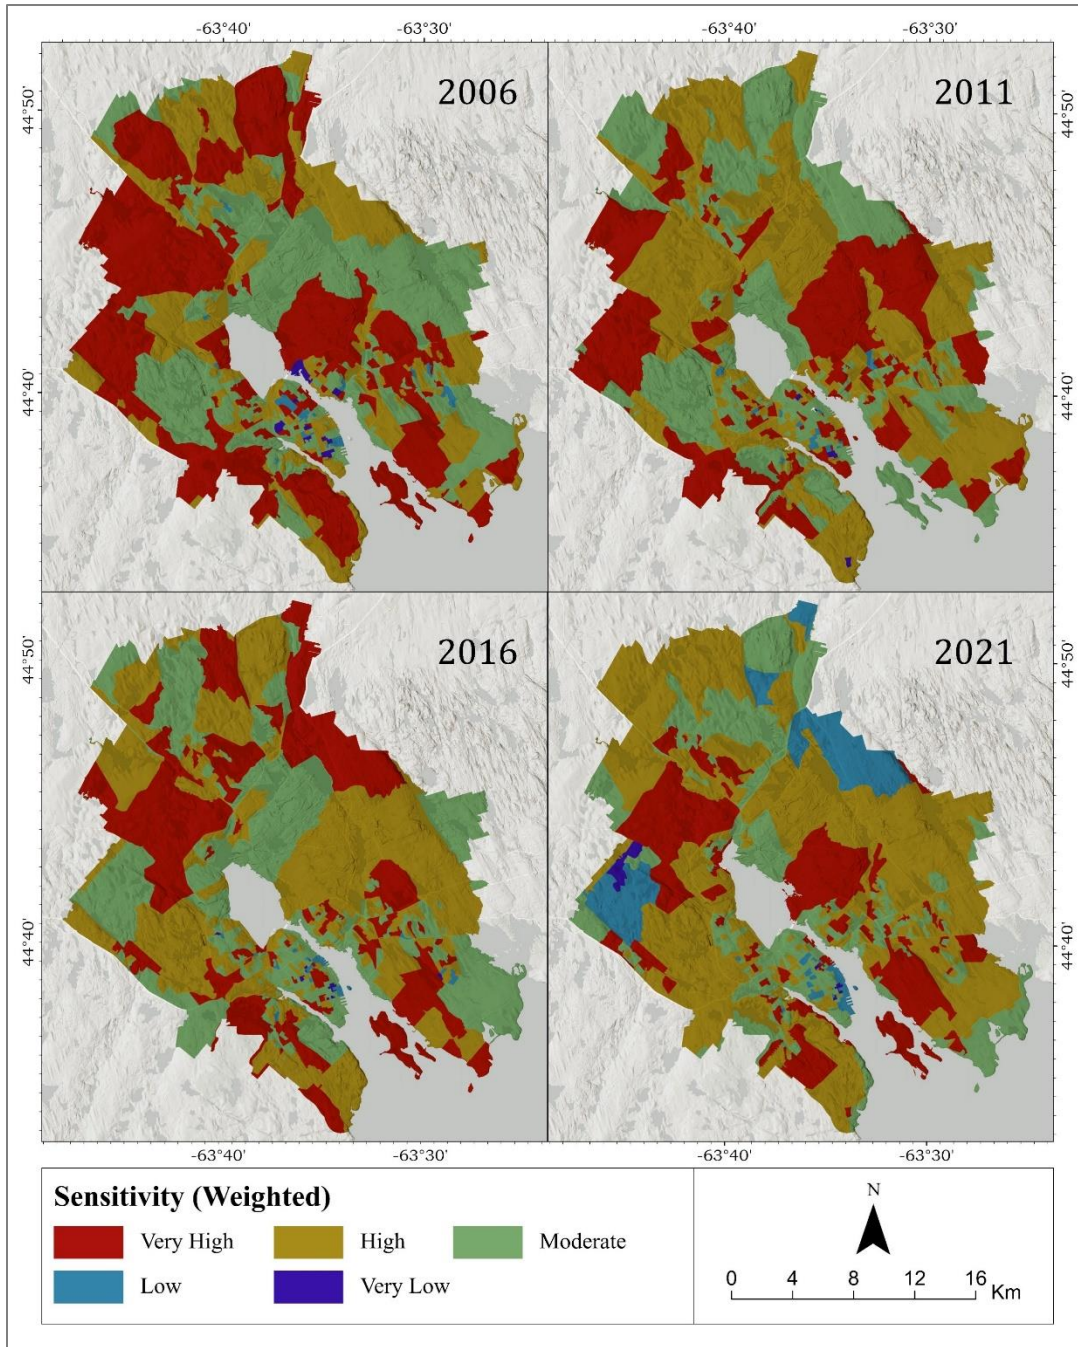 -63°40' -63°30' -63°40' -63°30'
2006 2011
44°50' 44°50'
44°40' 44°40'
2016 2021
44°50' 44°50'
44°40' 44°40'
-63°40' -63°30' -63°40' -63°30'
Sensitivity (Weighted)
Very High High Moderate
Low Very Low
N
0 4 8 12 16 Km